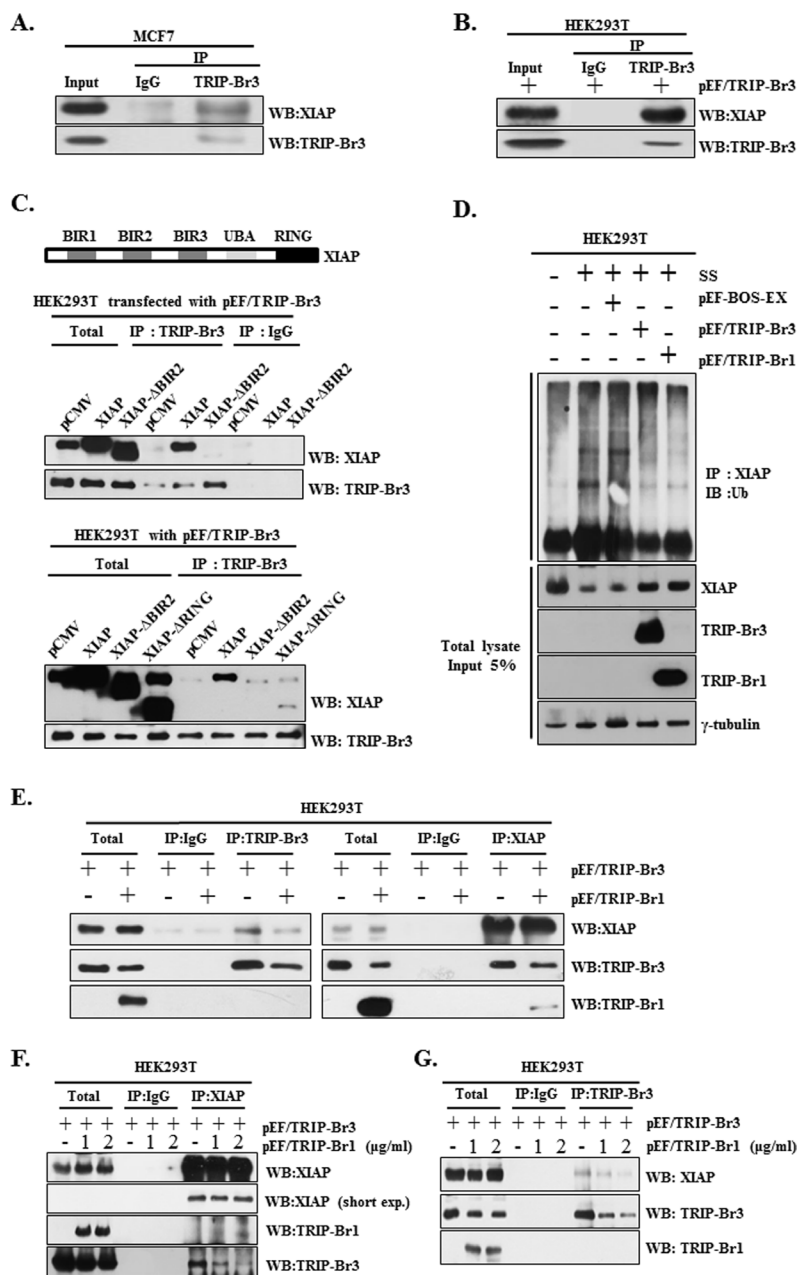 A.
MCF7
IP
Input IgG TRIP-Br3
WB:XIAP
WB:TRIP-Br3
B.
HEK293T
IP
Input IgG TRIP-Br3
+ + + pEF/TRIP-Br3
WB:XIAP
WB:TRIP-Br3
C.
BIR1 BIR2 BIR3 UBA RING
XIAP
HEK293T transfected with pEF/TRIP-Br3
Total IP : TRIP-Br3 IP : IgG
pCMV XIAP XIAP-ΔBIR2 pCMV XIAP XIAP-ΔBIR2 pCMV XIAP XIAP-ΔBIR2
WB: XIAP
WB: TRIP-Br3
HEK293T with pEF/TRIP-Br3
Total IP : TRIP-Br3
pCMV XIAP XIAP-ΔBIR2 XIAP-ΔRING pCMV XIAP XIAP-ΔBIR2 XIAP-ΔRING
WB: XIAP
WB: TRIP-Br3
D.
HEK293T
- + + + + SS
- - + - - pEF-BOS-EX
- - - + - pEF/TRIP-Br3
- - - - + pEF/TRIP-Br1
IP : XIAP
IB :Ub
XIAP
TRIP-Br3
TRIP-Br1
γ-tubulin
Total lysate
Input 5%
E.
HEK293T
Total IP:IgG IP:TRIP-Br3 Total IP:IgG IP:XIAP
+ + + + + + + + + + + + pEF/TRIP-Br3
- + - + - + - + - + - + pEF/TRIP-Br1
WB:XIAP
WB:TRIP-Br3
WB:TRIP-Br1
F.
HEK293T
Total IP:IgG IP:XIAP
+ + + + + + + + + pEF/TRIP-Br3
- 1 2 - 1 2 - 1 2 pEF/TRIP-Br1 (μg/ml)
WB:XIAP
WB:XIAP (short exp.)
WB:TRIP-Br1
WB:TRIP-Br3
G.
HEK293T
Total IP:IgG IP:TRIP-Br3
+ + + + + + + + + pEF/TRIP-Br3
- 1 2 - 1 2 - 1 2 pEF/TRIP-Br1 (μg/ml)
WB: XIAP
WB: TRIP-Br3
WB: TRIP-Br1